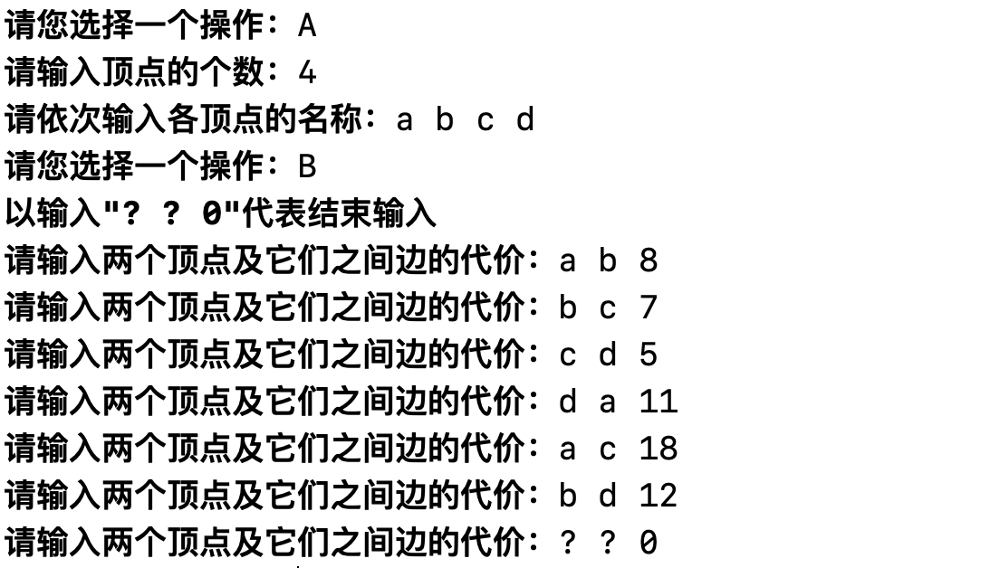 请您选择一个操作：A
请输入顶点的个数：4
请依次输入各顶点的名称：a b c d
请您选择一个操作：B
以输入"? ? 0"代表结束输入
请输入两个顶点及它们之间边的代价：a b 8
请输入两个顶点及它们之间边的代价：b c 7
请输入两个顶点及它们之间边的代价：c d 5
请输入两个顶点及它们之间边的代价：d a 11
请输入两个顶点及它们之间边的代价：a c 18
请输入两个顶点及它们之间边的代价：b d 12
请输入两个顶点及它们之间边的代价：? ? 0